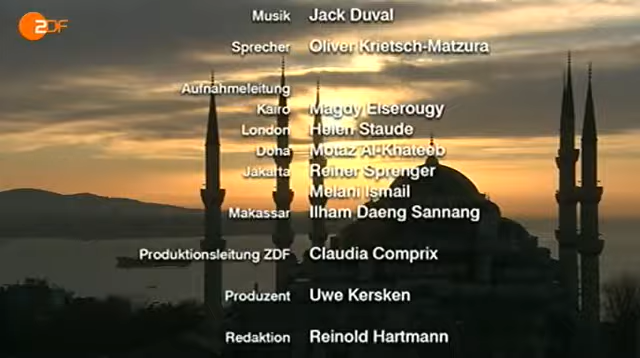 ZDF
Musik Jack Duval
Sprecher Oliver Krietsch-Matzura
Aufnahmeleitung
Kairo Magdy Elserougy
London Helen Staude
Doha Motaz Al-Khateeb
Jakarta Reiner Sprenger
Melani Ismail
Makassar Ilham Daeng Sannang
Produktionsleitung ZDF Claudia Comprix
Produzent Uwe Kersken
Redaktion Reinold Hartmann